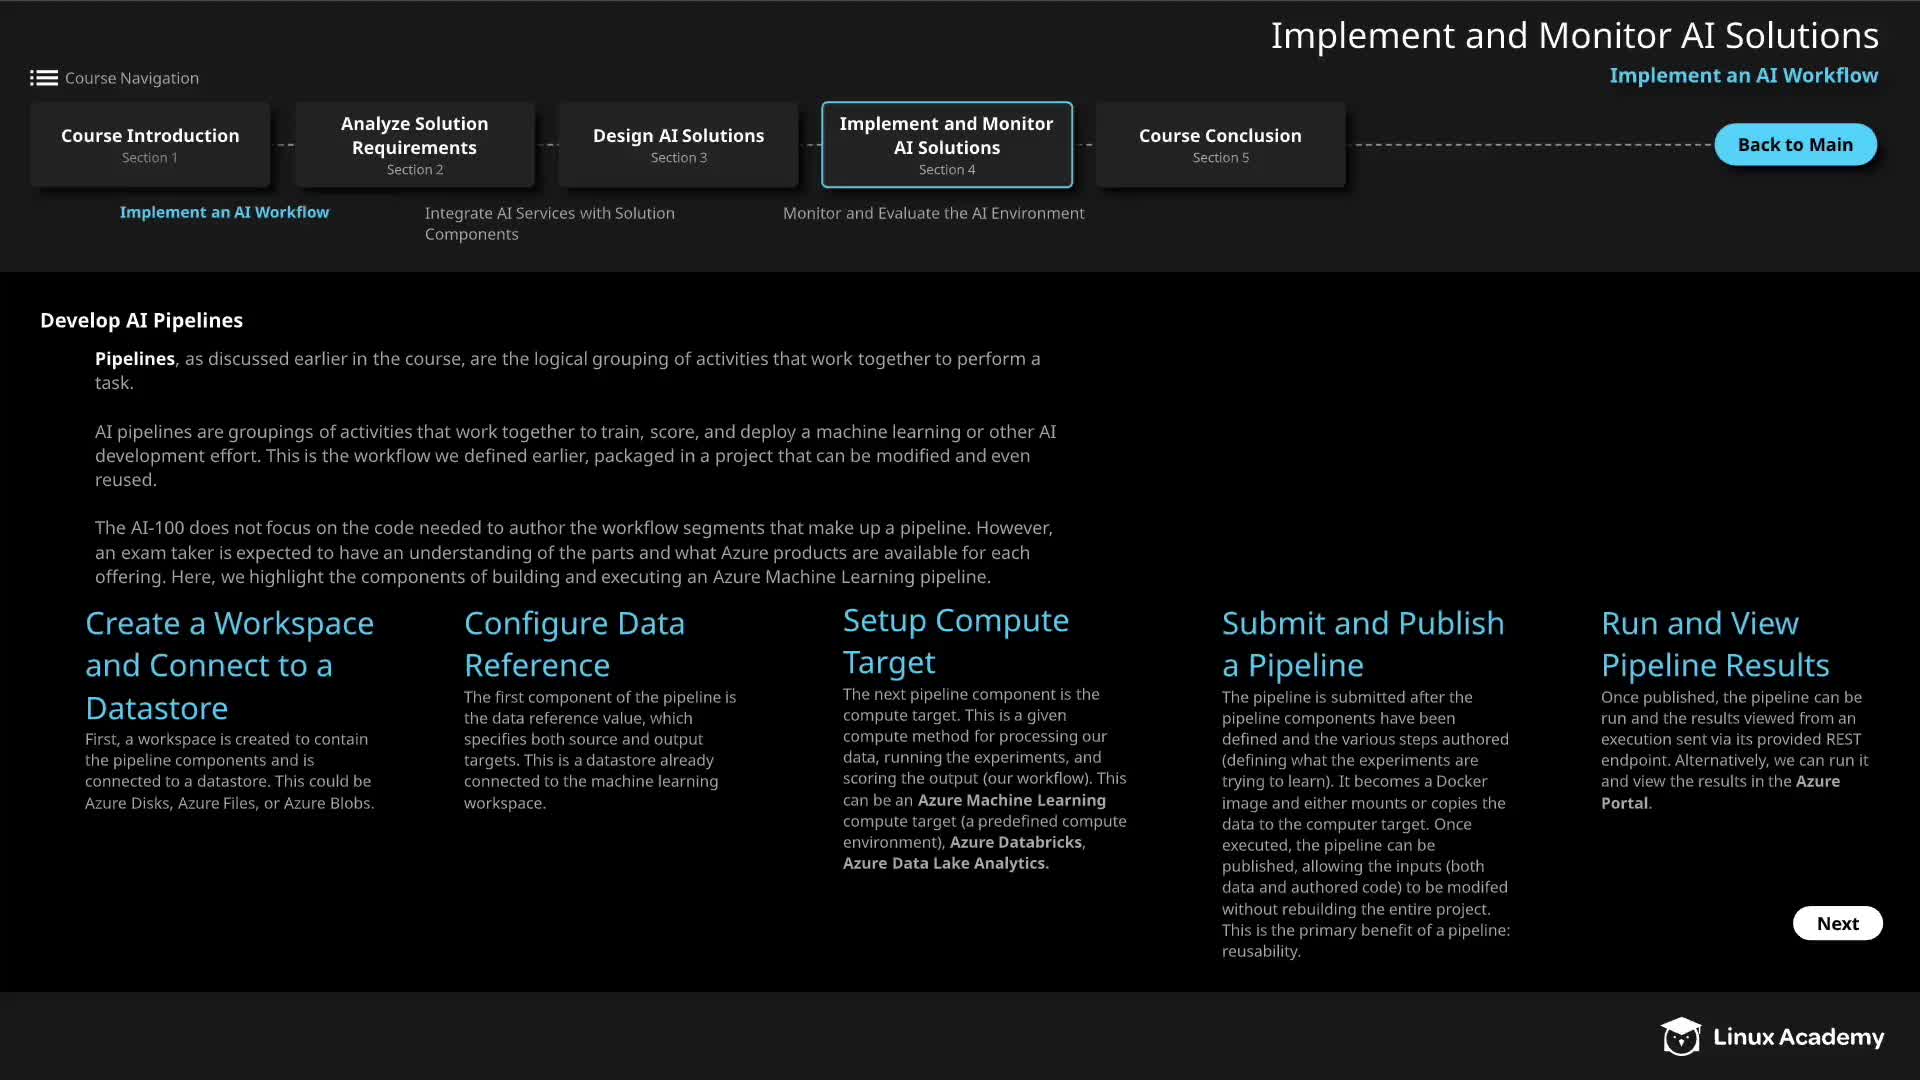 Implement and Monitor AI Solutions
Implement an AI Workflow
Course Navigation
Course Introduction
Section 1
Analyze Solution
Requirements
Section 2
Design AI Solutions
Section 3
Implement and Monitor
AI Solutions
Section 4
Course Conclusion
Section 5
Back to Main
Implement an AI Workflow
Integrate AI Services with Solution
Components
Monitor and Evaluate the AI Environment
Develop AI Pipelines
Pipelines, as discussed earlier in the course, are the logical grouping of activities that work together to perform a
task.
AI pipelines are groupings of activities that work together to train, score, and deploy a machine learning or other AI
development effort. This is the workflow we defined earlier, packaged in a project that can be modified and even
reused.
The AI-100 does not focus on the code needed to author the workflow segments that make up a pipeline. However,
an exam taker is expected to have an understanding of the parts and what Azure products are available for each
offering. Here, we highlight the components of building and executing an Azure Machine Learning pipeline.
Create a Workspace
and Connect to a
Datastore
First, a workspace is created to contain
the pipeline components and is
connected to a datastore. This could be
Azure Disks, Azure Files, or Azure Blobs.
Configure Data
Reference
The first component of the pipeline is
the data reference value, which
specifies both source and output
targets. This is a datastore already
connected to the machine learning
workspace.
Setup Compute
Target
The next pipeline component is the
compute target. This is a given
compute method for processing our
data, running the experiments, and
scoring the output (our workflow). This
can be an Azure Machine Learning
compute target (a predefined compute
environment), Azure Databricks,
Azure Data Lake Analytics.
Submit and Publish
a Pipeline
The pipeline is submitted after the
pipeline components have been
defined and the various steps authored
(defining what the experiments are
trying to learn). It becomes a Docker
image and either mounts or copies the
data to the computer target. Once
executed, the pipeline can be
published, allowing the inputs (both
data and authored code) to be modifed
without rebuilding the entire project.
This is the primary benefit of a pipeline:
reusability.
Run and View
Pipeline Results
Once published, the pipeline can be
run and the results viewed from an
execution sent via its provided REST
endpoint. Alternatively, we can run it
and view the results in the Azure
Portal.
Next
Linux Academy